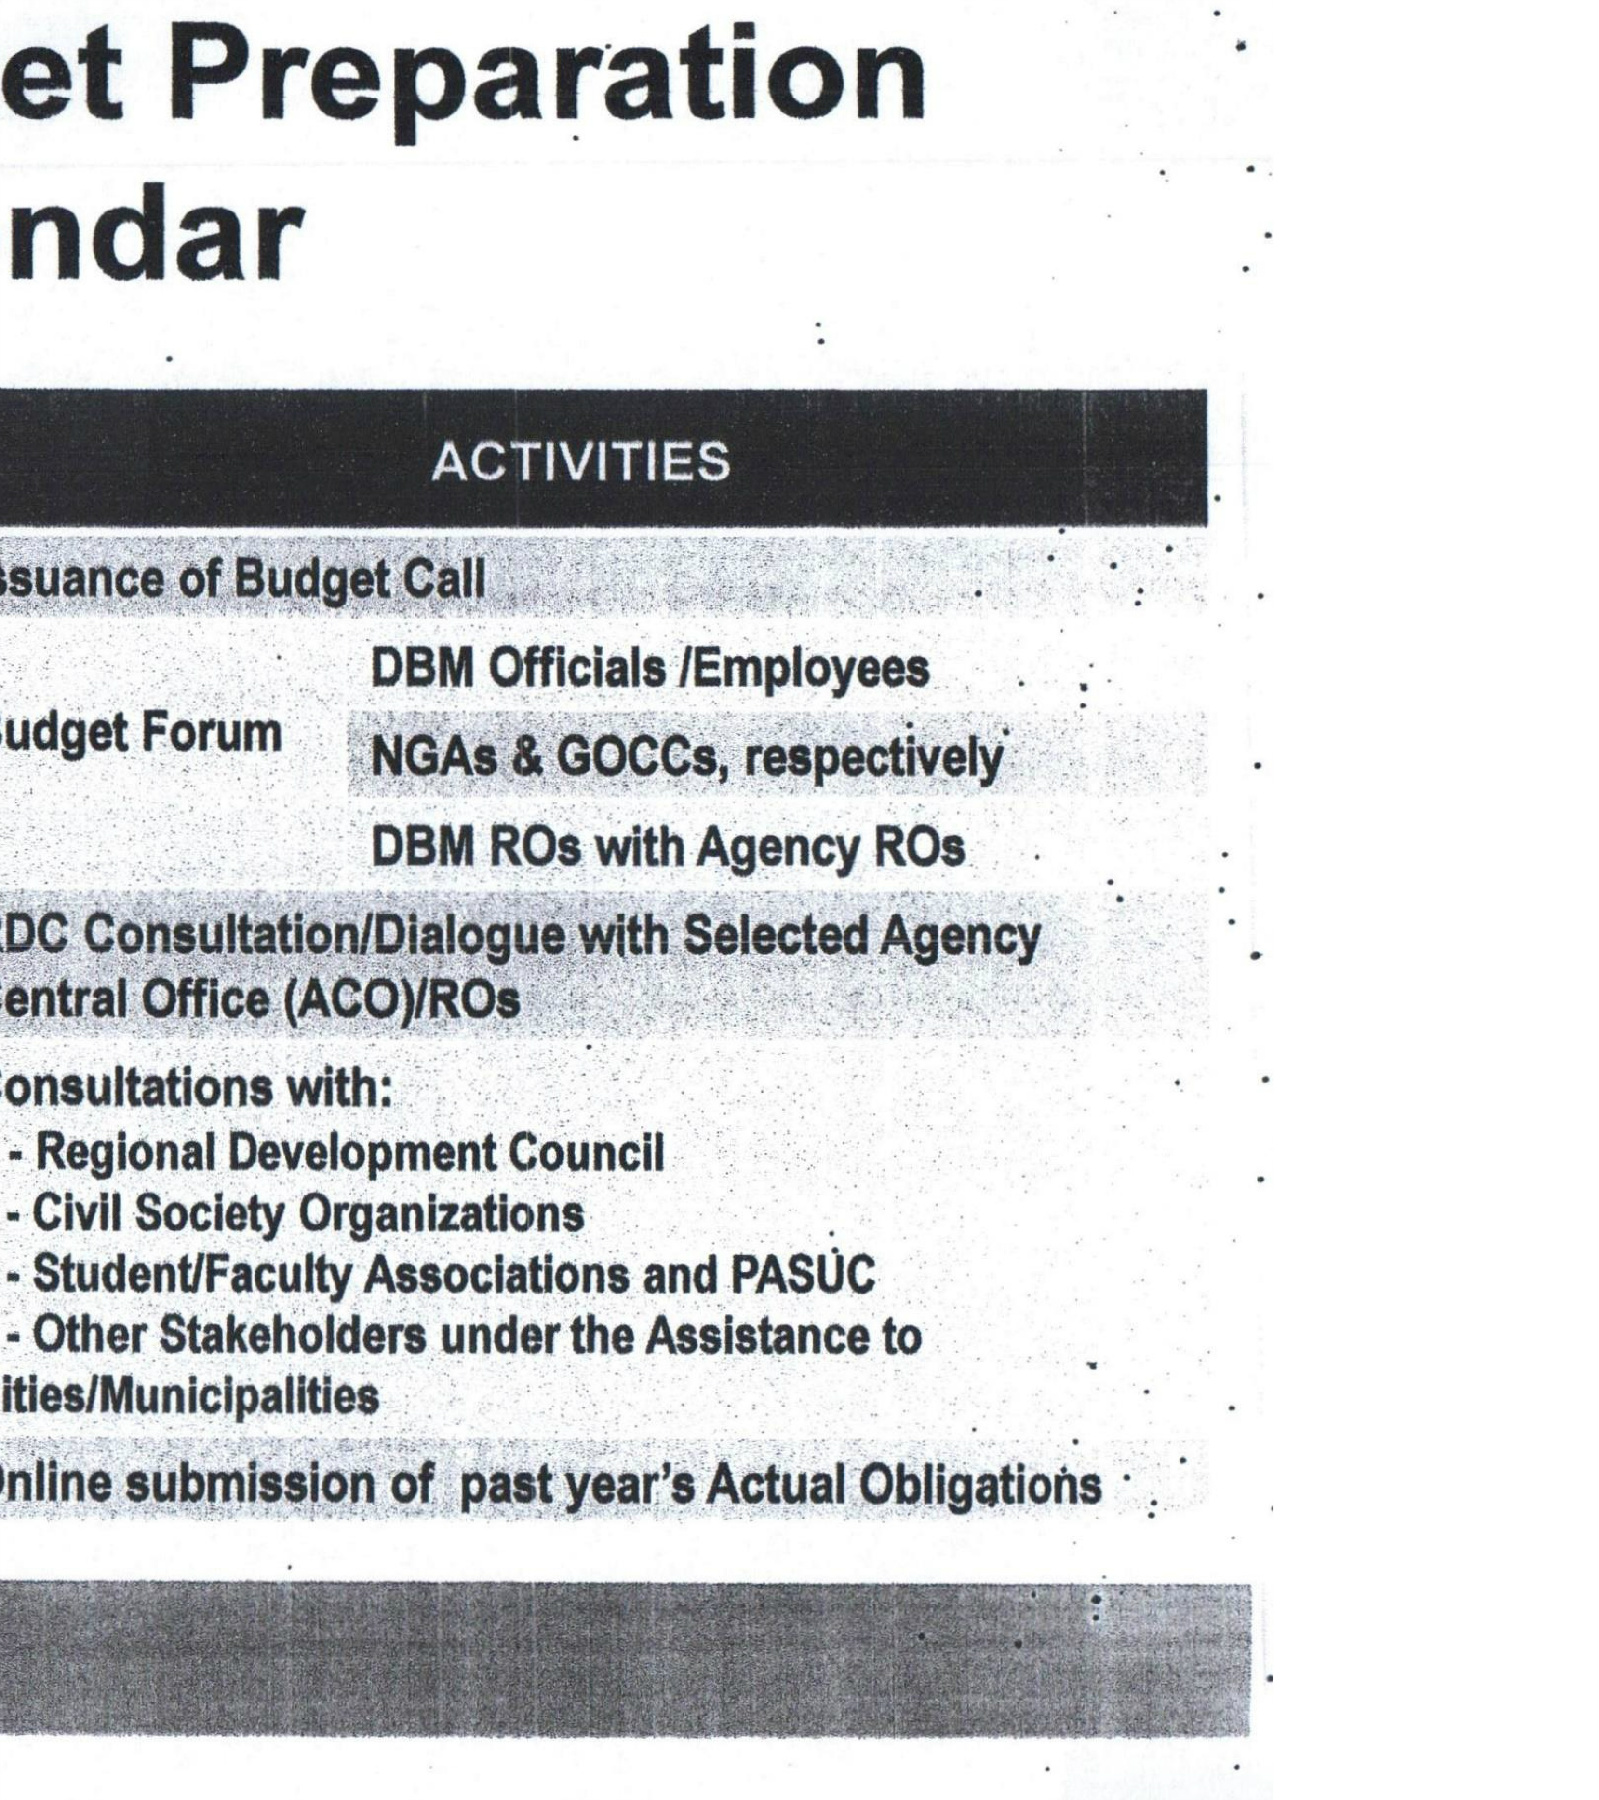 et Preparation
ndar
ACTIVITIES
ssuance of Budget Call
DBM Officials /Employees
udget Forum
NGAs & GOCCs, respectively
DBM ROs with Agency ROs
DC Consultation/Dialogue with Selected Agency
entral Office (ACO)/ROs
onsultations with:
- Regional Development Council
- Civil Society Organizations
- Student/Faculty Associations and PASUC
- Other Stakeholders under the Assistance to
ities/Municipalities
nline submission of past year's Actual Obligations